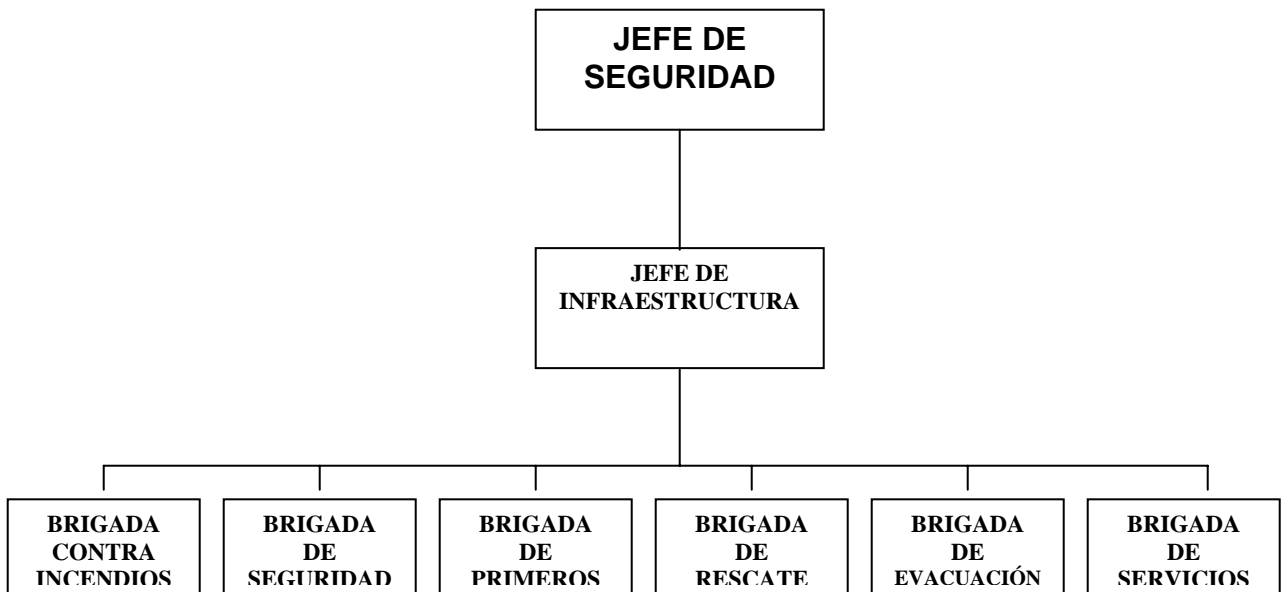 JEFE DE
SEGURIDAD
JEFE DE
INFRAESTRUCTURA
BRIGADA
CONTRA
INCENDIOS
BRIGADA
DE
SEGURIDAD
BRIGADA
DE
PRIMEROS
BRIGADA
DE
RESCATE
BRIGADA
DE
EVACUACIÓN
BRIGADA
DE
SERVICIOS